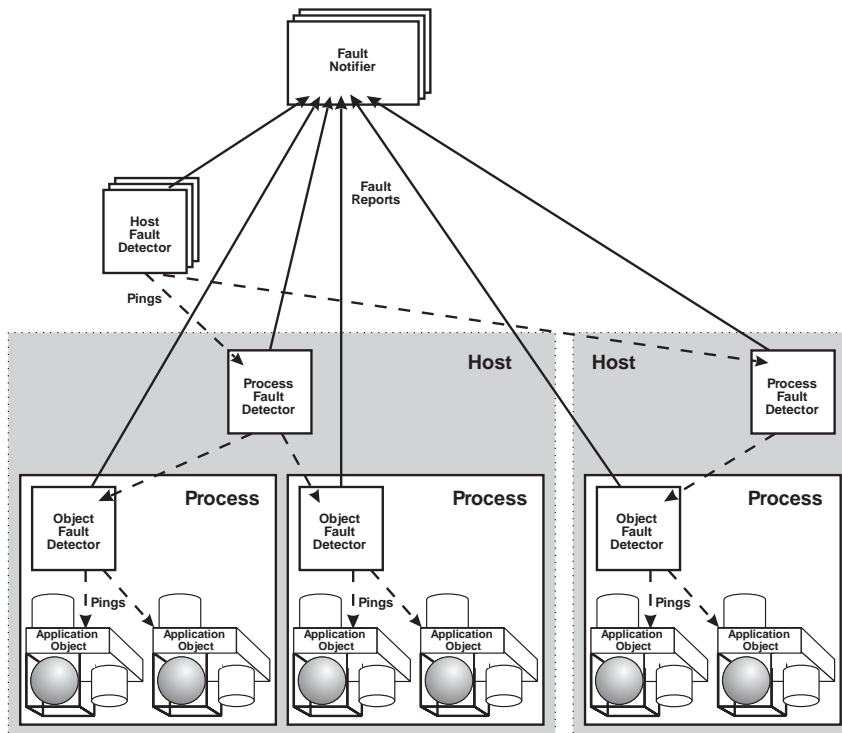 Fault
Notifier
Fault
Reports
Host
Fault
Detector
Pings
Host
Host
Process
Fault
Detector
Process
Fault
Detector
Process
Process
Process
Object
Fault
Detector
Object
Fault
Detector
Object
Fault
Detector
Pings
Pings
Pings
Application
Object
Application
Object
Application
Object
Application
Object
Application
Object
Application
Object